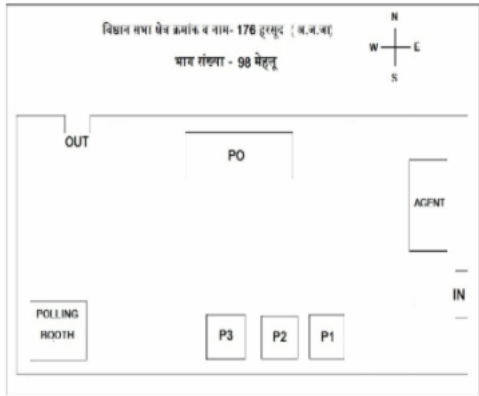 विधान सभा क्षेत्र क्रमांक व नाम- 176 हरसूद ( अ.ज.जा)
भाग संख्या - 98 मेहलू
N
W E
S
OUT
PO
AGENT
IN
POLLING
BOOTH
P3 P2 P1